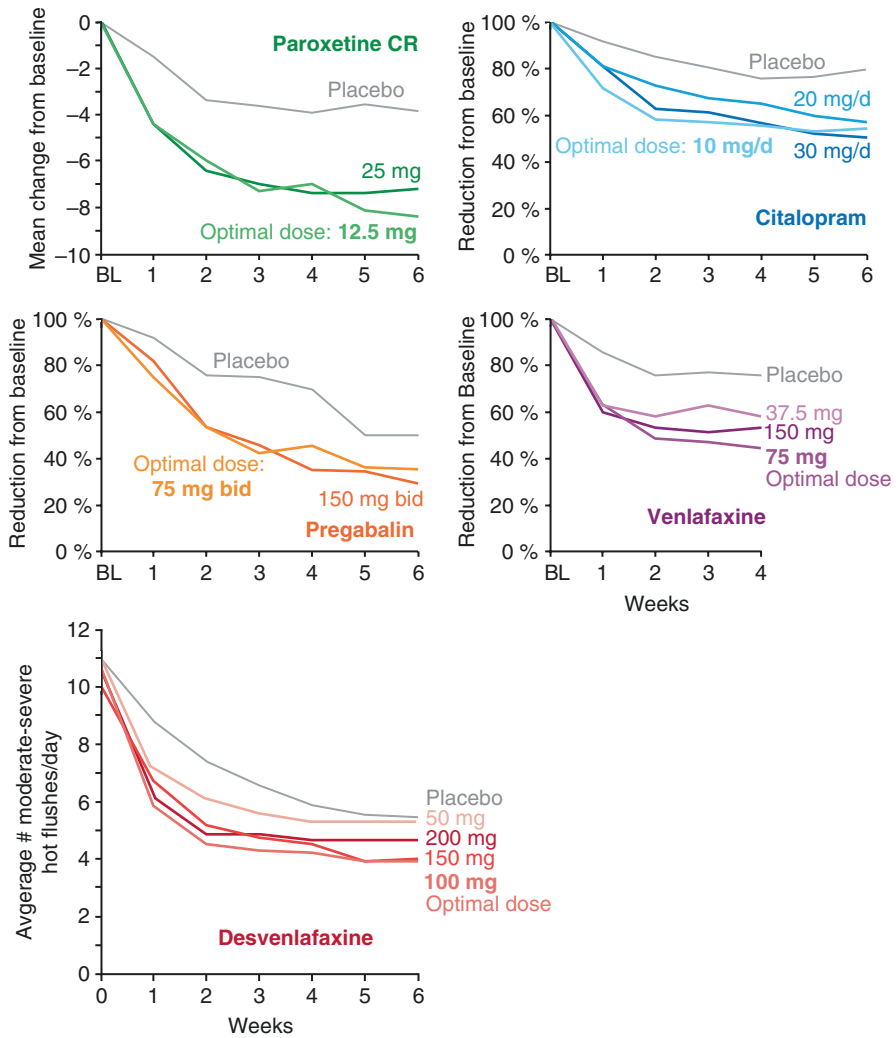 Mean change from baseline
0
–2
–4
–6
–8
–10
Paroxetine CR
Placebo
25 mg
Optimal dose: 12.5 mg
BL 1 2 3 4 5 6
Reduction from baseline
100 %
80 %
60 %
40 %
20 %
0 %
Placebo
20 mg/d
Optimal dose: 10 mg/d
30 mg/d
Citalopram
BL 1 2 3 4 5 6
Reduction from baseline
100 %
80 %
60 %
40 %
20 %
0 %
Placebo
Optimal dose:
75 mg bid
150 mg bid
Pregabalin
BL 1 2 3 4 5 6
Reduction from Baseline
100 %
80 %
60 %
40 %
20 %
0 %
Placebo
37.5 mg
150 mg
75 mg
Optimal dose
Venlafaxine
BL 1 2 3 4
Weeks
Avgerage # moderate-severe
hot flushes/day
12
10
8
6
4
2
0
Placebo
50 mg
200 mg
150 mg
100 mg
Optimal dose
Desvenlafaxine
0 1 2 3 4 5 6
Weeks